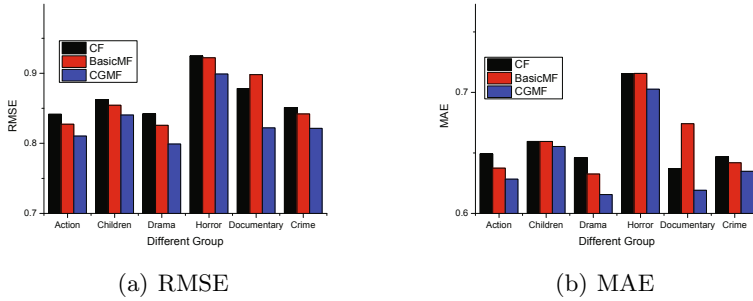 CF
BasicMF
CGMF
0.9
0.8
0.7
RMSE
Action Children Drama Horror Documentary Crime
Different Group
(a) RMSE
CF
BasicMF
CGMF
0.7
0.6
MAE
Action Children Drama Horror Documentary Crime
Different Group
(b) MAE